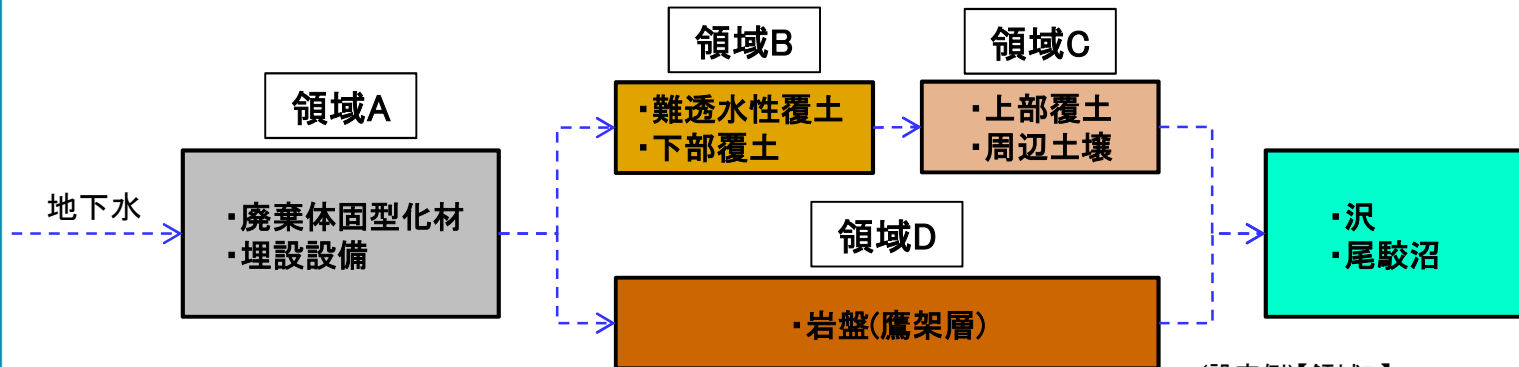 領域B
領域C
領域A
・難透水性覆土
・下部覆土
・上部覆土
・周辺土壌
地下水
・廃棄体固型化材
・埋設設備
領域D
・沢
・尾駮沼
・岩盤(鷹架層)